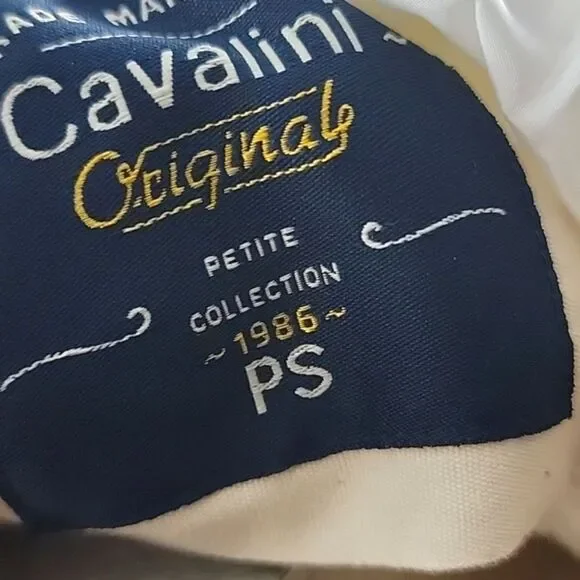 Cavalini
Original
PETITE
COLLECTION
~ 1986 ~
PS